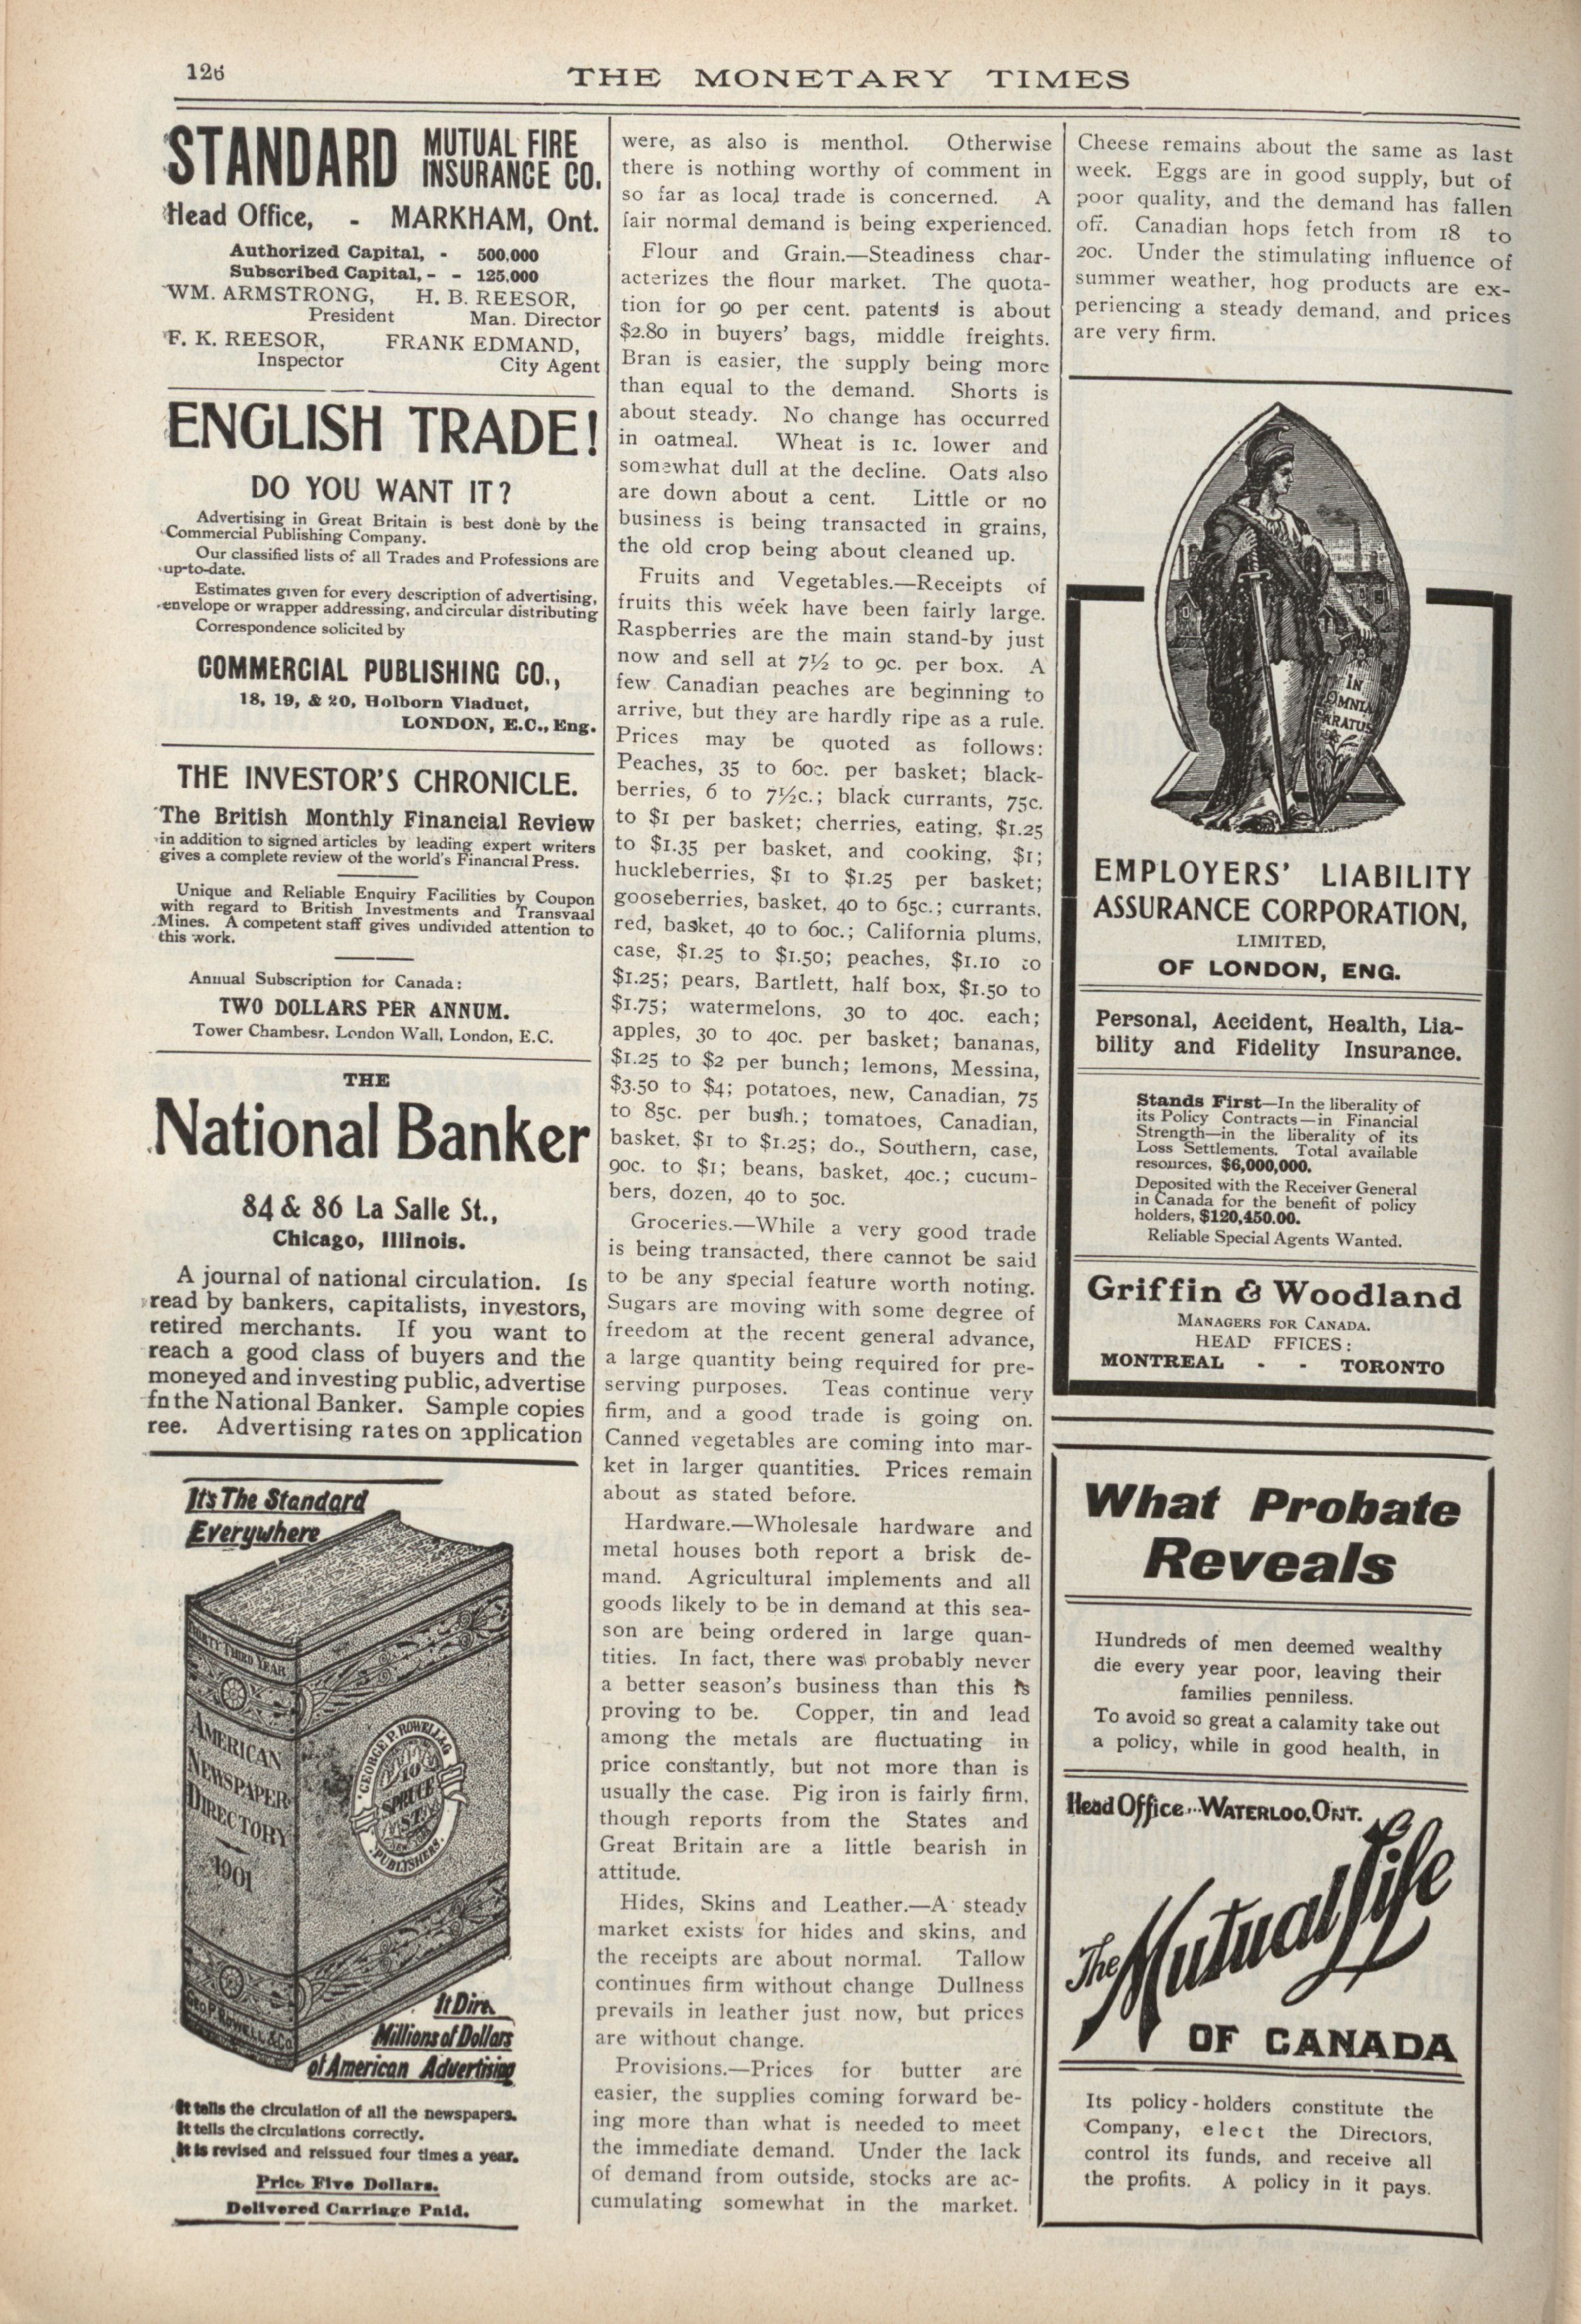 126
THE MONETARY TIMES
STANDARD MUTUAL FIRE
INSURANCE CO.
Head Office, - MARKHAM, Ont.
Authorized Capital, - 500,000
Subscribed Capital, - - 125,000
WM. ARMSTRONG, H. B. REESOR,
President Man. Director
F. K. REESOR, FRANK EDMAND,
Inspector City Agent
ENGLISH TRADE!
DO YOU WANT IT?
Advertising in Great Britain is best done by the
Commercial Publishing Company.
Our classified lists of all Trades and Professions are
up-to-date.
Estimates given for every description of advertising,
envelope or wrapper addressing, and circular distributing
Correspondence solicited by
COMMERCIAL PUBLISHING CO.,
18, 19, & 20, Holborn Viaduct,
LONDON, E.C., Eng.
THE INVESTOR'S CHRONICLE.
The British Monthly Financial Review
in addition to signed articles by leading expert writers
gives a complete review of the world's Financial Press.
Unique and Reliable Enquiry Facilities by Coupon
with regard to British Investments and Transvaal
Mines. A competent staff gives undivided attention to
this work.
Annual Subscription for Canada:
TWO DOLLARS PER ANNUM.
Tower Chambesr, London Wall, London, E.C.
THE
National Banker
84 & 86 La Salle St.,
Chicago, Illinois.
A journal of national circulation. Is
read by bankers, capitalists, investors,
retired merchants. If you want to
reach a good class of buyers and the
moneyed and investing public, advertise
fn the National Banker. Sample copies
ree. Advertising rates on application
It's The Standard
Everywhere
THIRTY THIRD YEAR
AMERICAN
NEWSPAPER
DIRECTORY
1901
GEORGE P. ROWELL & CO
10
SPRUCE
ST.
PUBLISHERS.
GEO. P. ROWELL & CO
It Dire
Millions of Dollars
of American Advertising
It tells the circulation of all the newspapers.
It tells the circulations correctly.
It is revised and reissued four times a year.
Price Five Dollars.
Delivered Carriage Paid.
were, as also is menthol. Otherwise
there is nothing worthy of comment in
so far as local trade is concerned. A
fair normal demand is being experienced.
Flour and Grain.—Steadiness char-
acterizes the flour market. The quota-
tion for 90 per cent. patents is about
$2.80 in buyers' bags, middle freights.
Bran is easier, the supply being more
than equal to the demand. Shorts is
about steady. No change has occurred
in oatmeal. Wheat is 1c. lower and
somewhat dull at the decline. Oats also
are down about a cent. Little or no
business is being transacted in grains,
the old crop being about cleaned up.
Fruits and Vegetables.—Receipts of
fruits this week have been fairly large.
Raspberries are the main stand-by just
now and sell at 7½ to 9c. per box. A
few Canadian peaches are beginning to
arrive, but they are hardly ripe as a rule.
Prices may be quoted as follows:
Peaches, 35 to 60c. per basket; black-
berries, 6 to 7½c.; black currants, 75c.
to $1 per basket; cherries, eating, $1.25
to $1.35 per basket, and cooking, $1;
huckleberries, $1 to $1.25 per basket;
gooseberries, basket, 40 to 65c.; currants,
red, basket, 40 to 60c.; California plums,
case, $1.25 to $1.50; peaches, $1.10 to
$1.25; pears, Bartlett, half box, $1.50 to
$1.75; watermelons, 30 to 40c. each;
apples, 30 to 40c. per basket; bananas,
$1.25 to $2 per bunch; lemons, Messina,
$3.50 to $4; potatoes, new, Canadian, 75
to 85c. per bush.; tomatoes, Canadian,
basket, $1 to $1.25; do., Southern, case,
90c. to $1; beans, basket, 40c.; cucum-
bers, dozen, 40 to 50c.
Groceries.—While a very good trade
is being transacted, there cannot be said
to be any special feature worth noting.
Sugars are moving with some degree of
freedom at the recent general advance,
a large quantity being required for pre-
serving purposes. Teas continue very
firm, and a good trade is going on.
Canned vegetables are coming into mar-
ket in larger quantities. Prices remain
about as stated before.
Hardware.—Wholesale hardware and
metal houses both report a brisk de-
mand. Agricultural implements and all
goods likely to be in demand at this sea-
son are being ordered in large quan-
tities. In fact, there was probably never
a better season's business than this is
proving to be. Copper, tin and lead
among the metals are fluctuating in
price constantly, but not more than is
usually the case. Pig iron is fairly firm,
though reports from the States and
Great Britain are a little bearish in
attitude.
Hides, Skins and Leather.—A steady
market exists for hides and skins, and
the receipts are about normal. Tallow
continues firm without change Dullness
prevails in leather just now, but prices
are without change.
Provisions.—Prices for butter are
easier, the supplies coming forward be-
ing more than what is needed to meet
the immediate demand. Under the lack
of demand from outside, stocks are ac-
cumulating somewhat in the market.
Cheese remains about the same as last
week. Eggs are in good supply, but of
poor quality, and the demand has fallen
off. Canadian hops fetch from 18 to
20c. Under the stimulating influence of
summer weather, hog products are ex-
periencing a steady demand, and prices
are very firm.
IN
OMNIA
PARATUS
EMPLOYERS' LIABILITY
ASSURANCE CORPORATION,
LIMITED,
OF LONDON, ENG.
Personal, Accident, Health, Lia-
bility and Fidelity Insurance.
Stands First—In the liberality of
its Policy Contracts—in Financial
Strength—in the liberality of its
Loss Settlements. Total available
resources, $6,000,000.
Deposited with the Receiver General
in Canada for the benefit of policy
holders, $120,450.00.
Reliable Special Agents Wanted.
Griffin & Woodland
MANAGERS FOR CANADA.
HEAD FFICES:
MONTREAL - - TORONTO
What Probate
Reveals
Hundreds of men deemed wealthy
die every year poor, leaving their
families penniless.
To avoid so great a calamity take out
a policy, while in good health, in
Head Office.. WATERLOO, ONT.
The Mutual Life
OF CANADA
Its policy-holders constitute the
Company, elect the Directors,
control its funds, and receive all
the profits. A policy in it pays.